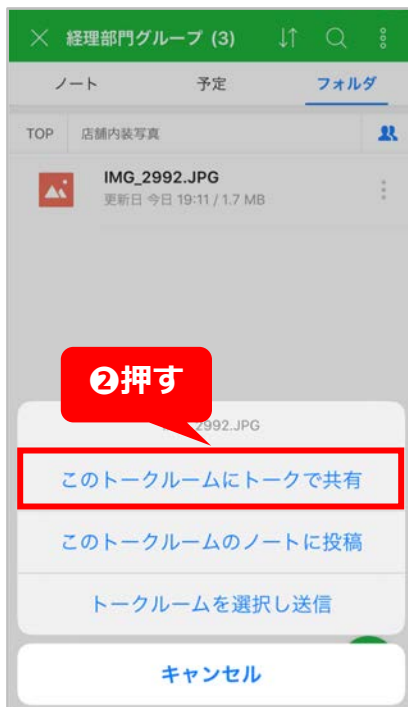 経理部門グループ (3)
ノート 予定 フォルダ
TOP 店舗内装写真
IMG_2992.JPG
更新日 今日 19:11 / 1.7 MB
❷押す
2992.JPG
このトークルームにトークで共有
このトークルームのノートに投稿
トークルームを選択し送信
キャンセル